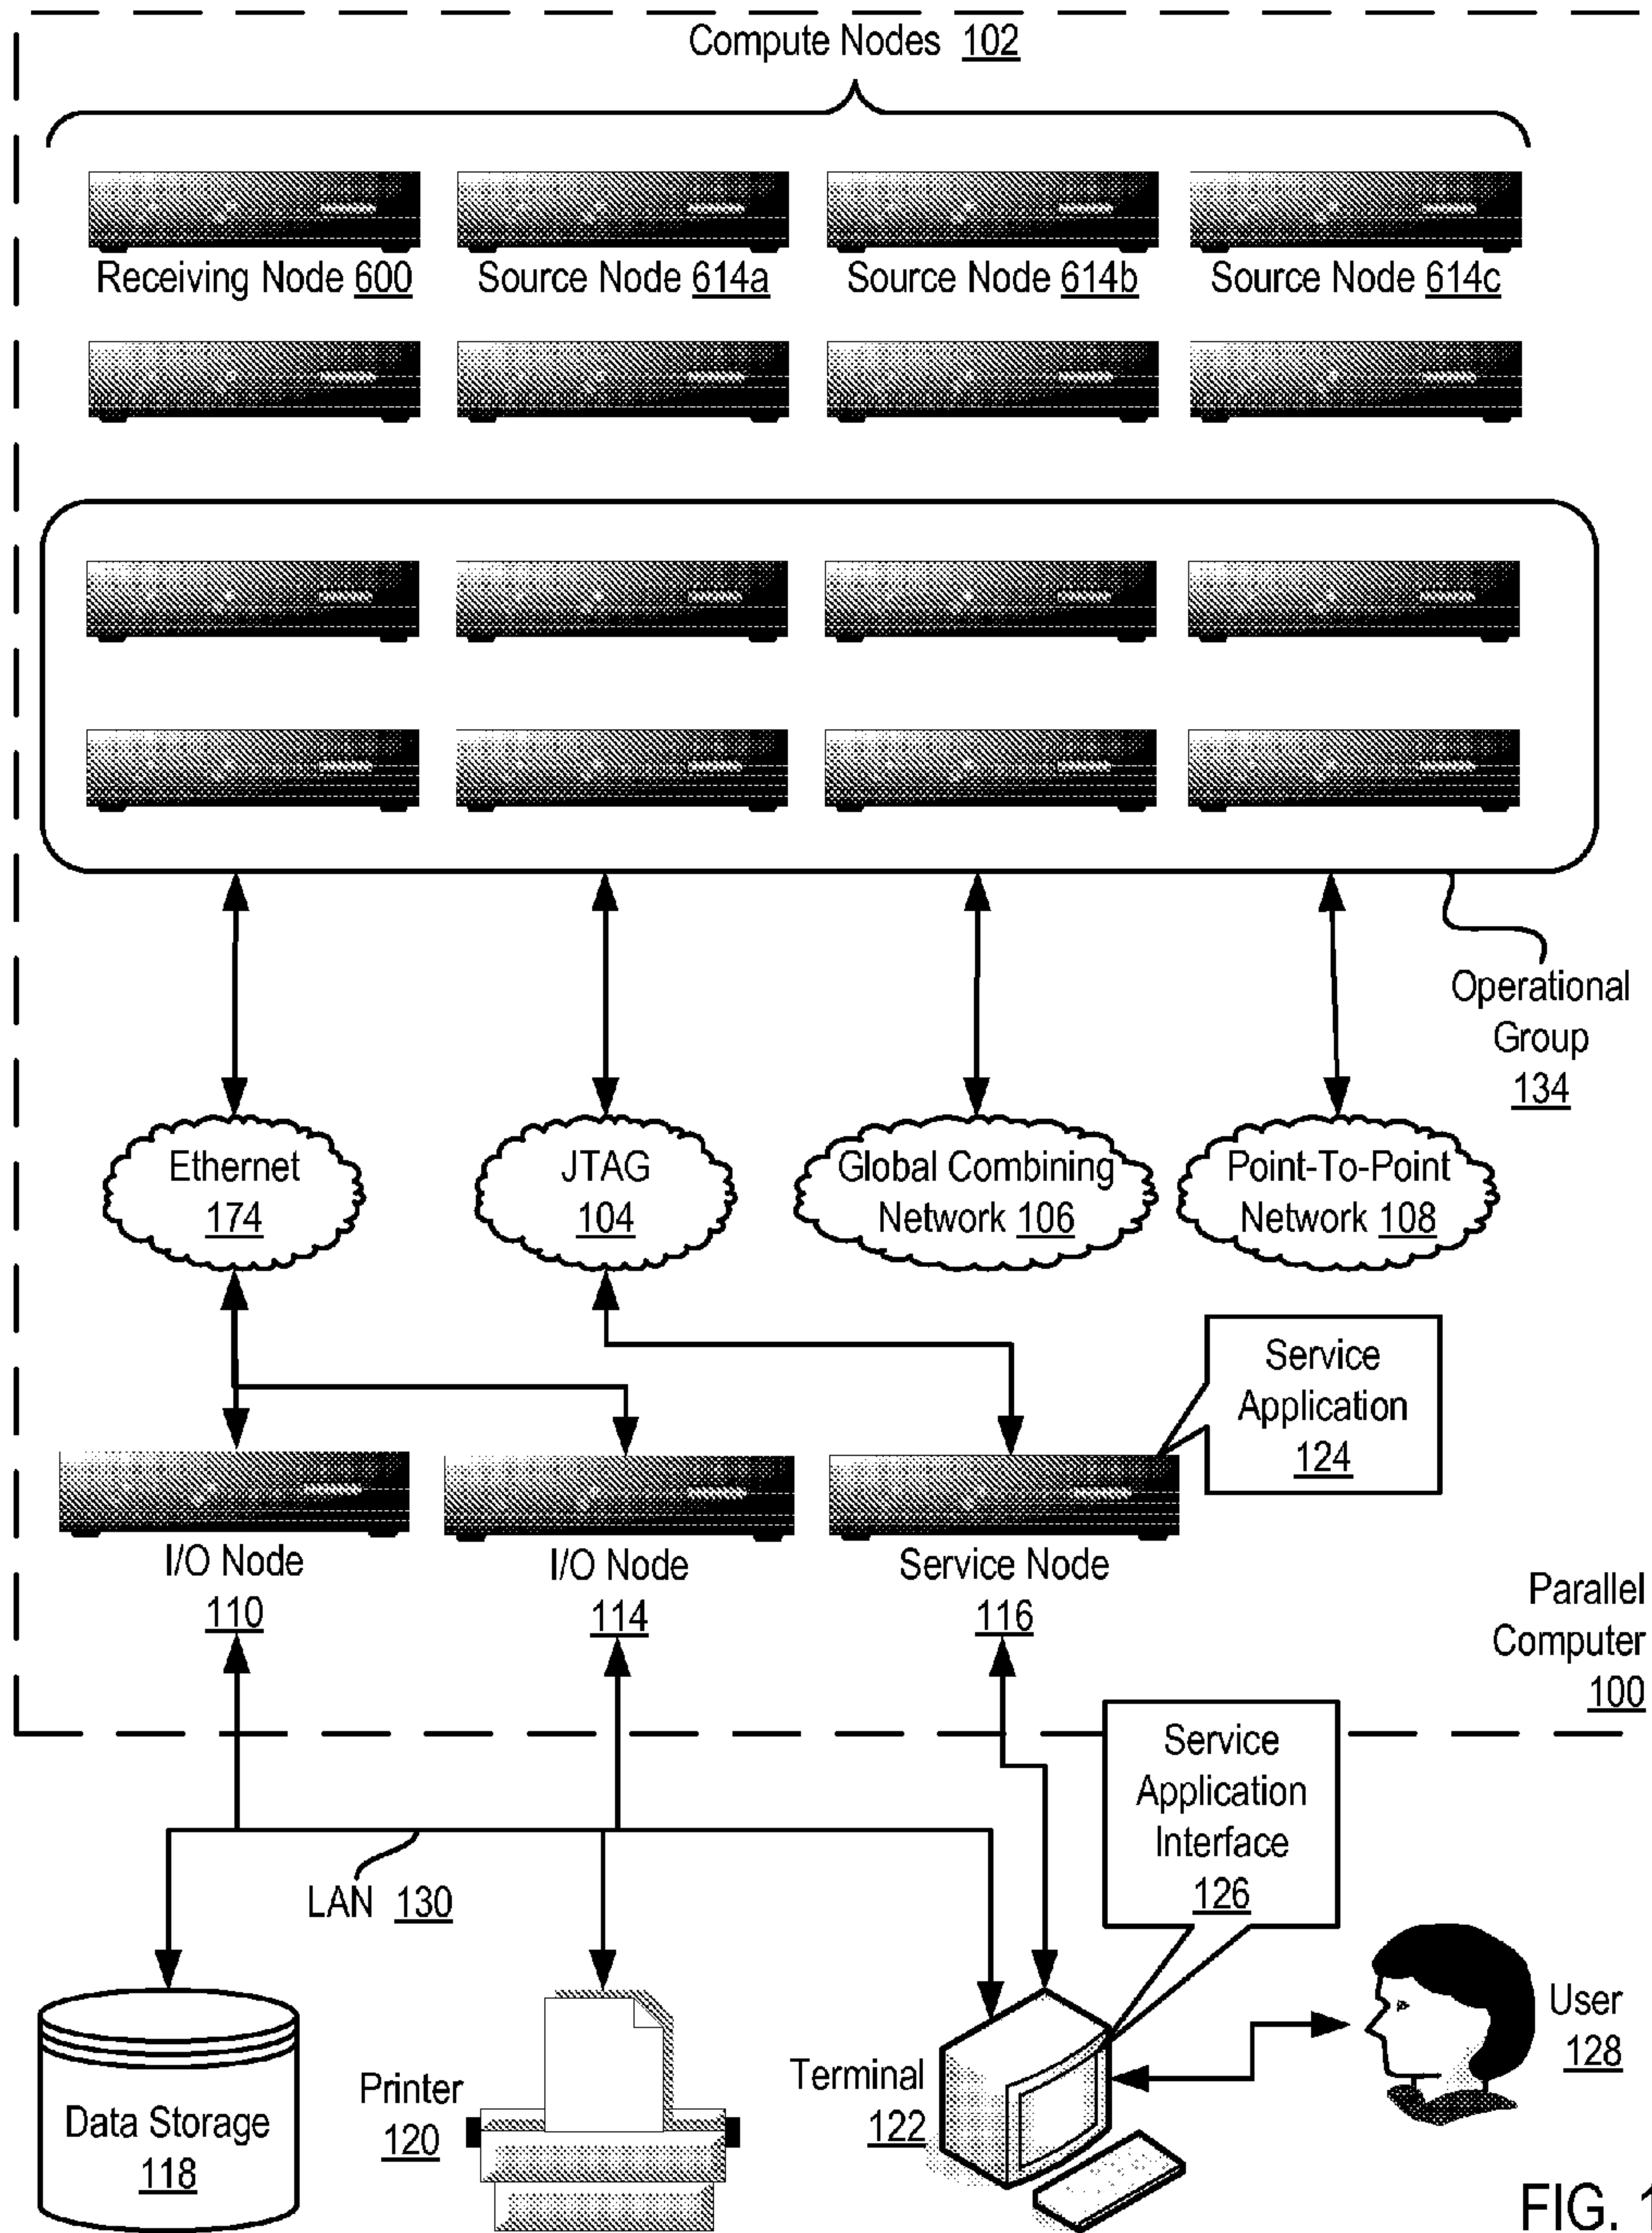 Compute Nodes 102
Receiving Node 600
Source Node 614a
Source Node 614b
Source Node 614c
Operational
Group
134
Ethernet
174
JTAG
104
Global Combining
Network 106
Point-To-Point
Network 108
Service
Application
124
I/O Node
110
I/O Node
114
Service Node
116
Parallel
Computer
100
Service
Application
Interface
126
LAN 130
Data Storage
118
Printer
120
Terminal
122
User
128
FIG. 1